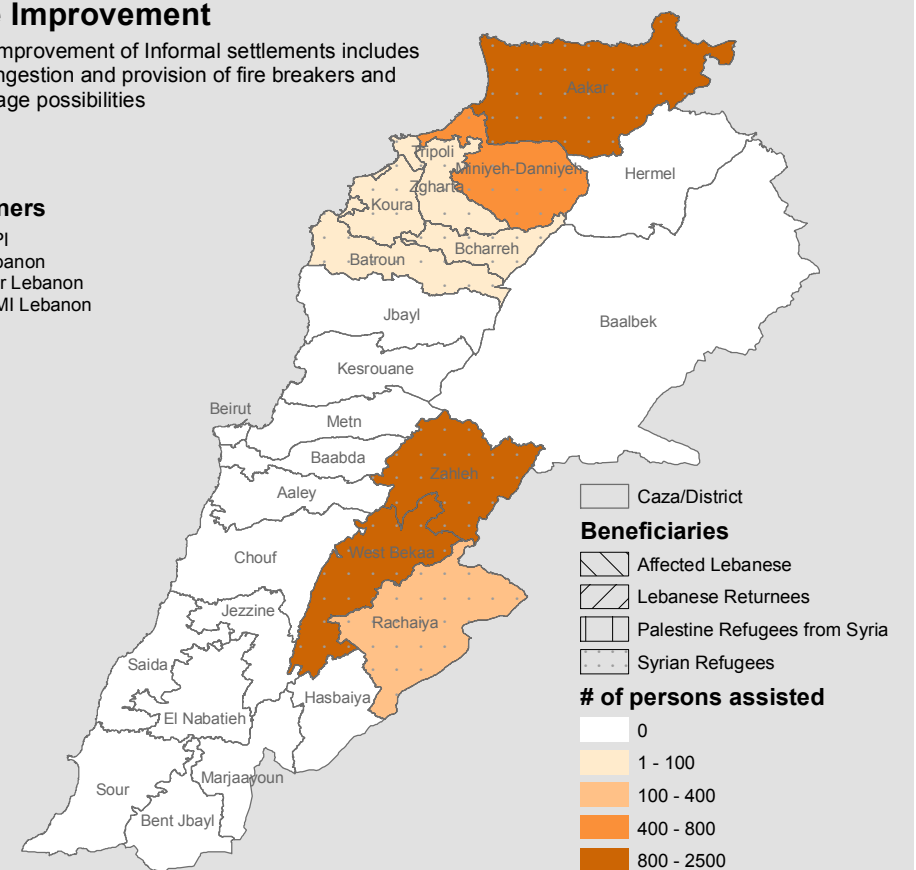 Improvement
mprovement of Informal settlements includes
ngestion and provision of fire breakers and
age possibilities
ners
PI
banon
r Lebanon
MI Lebanon
Aakar
Tripoli
Miniyeh-Danniyeh
Hermel
Zgharta
Koura
Bcharreh
Batroun
Jbayl
Baalbek
Kesrouane
Beirut
Metn
Baabda
Zahleh
Aaley
Chouf
West Bekaa
Jezzine
Rachaiya
Saida
Hasbaiya
El Nabatieh
Marjaayoun
Sour
Bent Jbayl
Caza/District
Beneficiaries
Affected Lebanese
Lebanese Returnees
Palestine Refugees from Syria
Syrian Refugees
# of persons assisted
0
1 - 100
100 - 400
400 - 800
800 - 2500